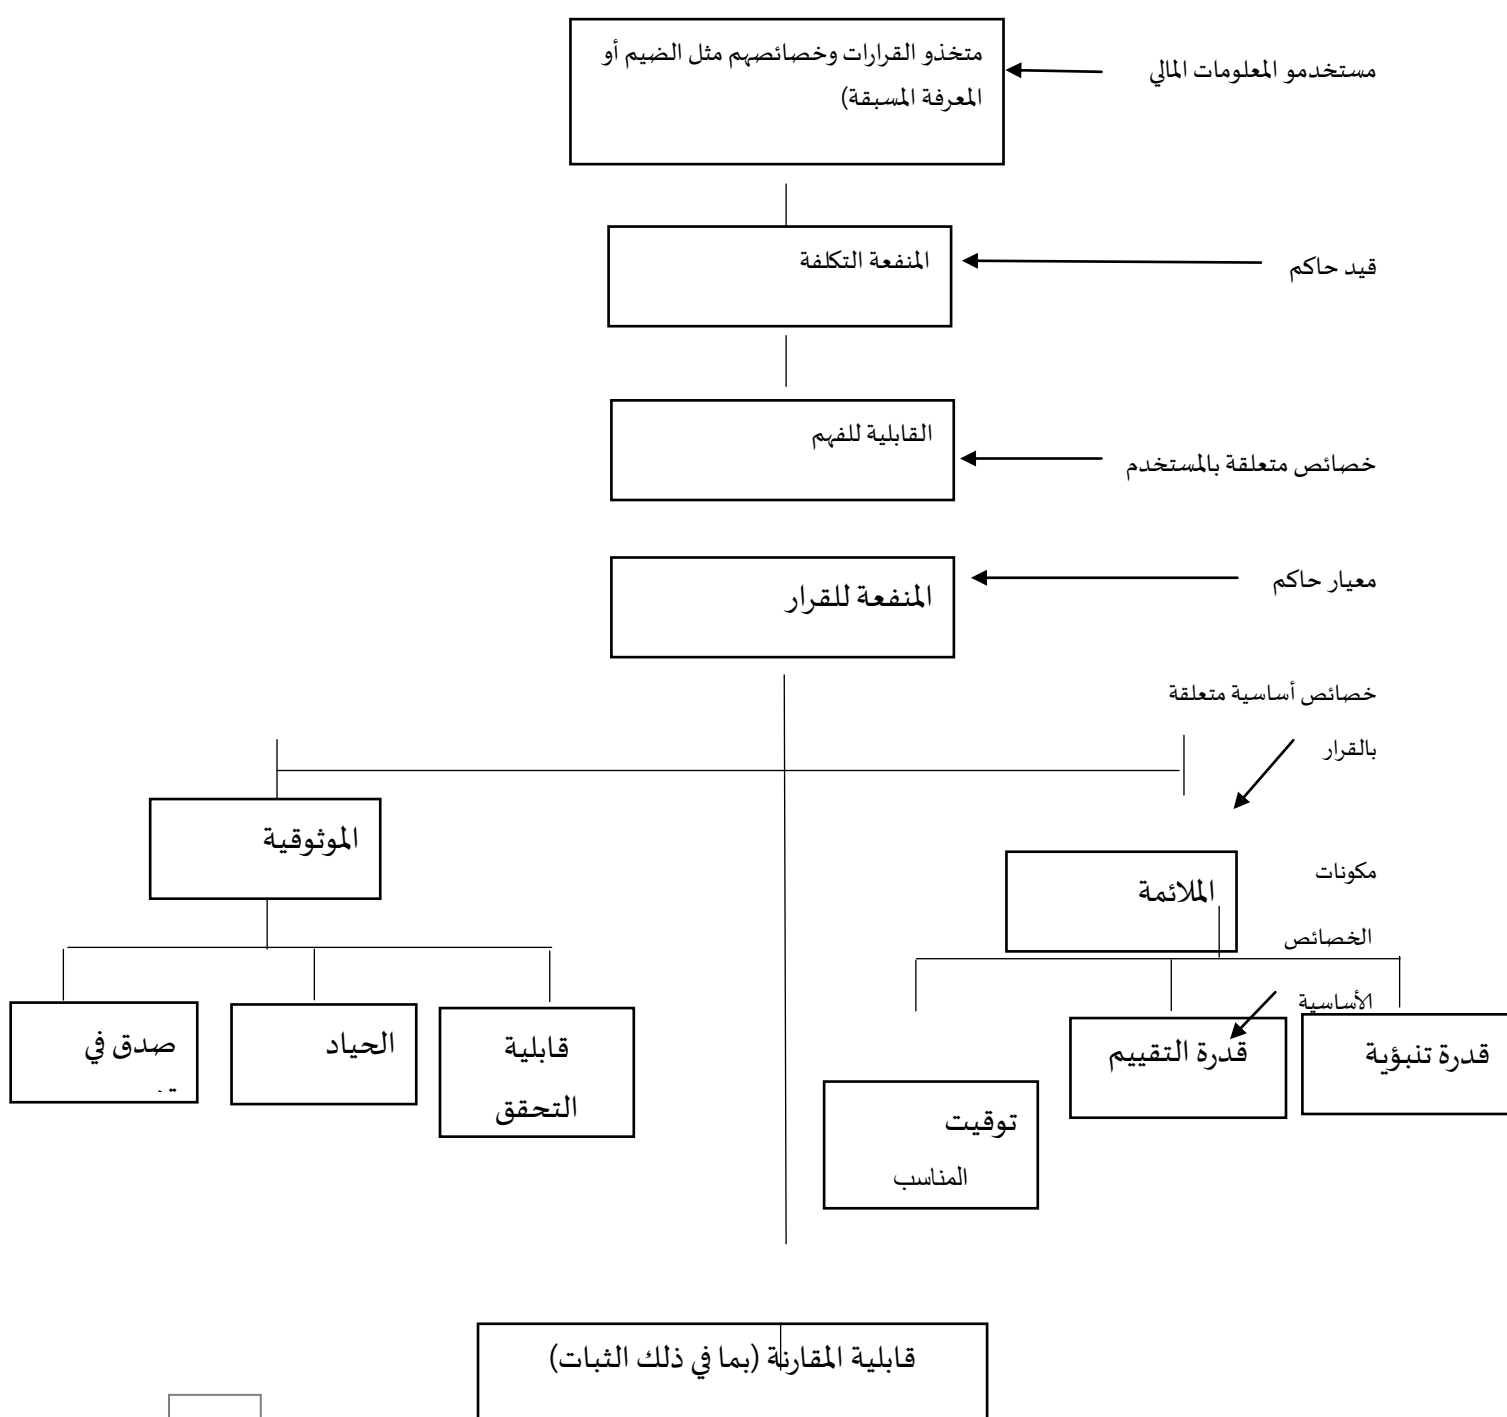 متخذو القرارات وخصائصهم مثل الضيم أو
المعرفة المسبقة)
مستخدمو المعلومات المالي
المنفعة التكلفة
قيد حاكم
القابلية للفهم
خصائص متعلقة بالمستخدم
المنفعة للقرار
معيار حاكم
خصائص أساسية متعلقة
بالقرار
الموثوقية
الملائمة
مكونات
الخصائص
الأساسية
قدرة تنبؤية
قدرة التقييم
توقيت
المناسب
قابلية
التحقق
الحياد
صدق في
قابلية المقارنة (بما في ذلك الثبات)